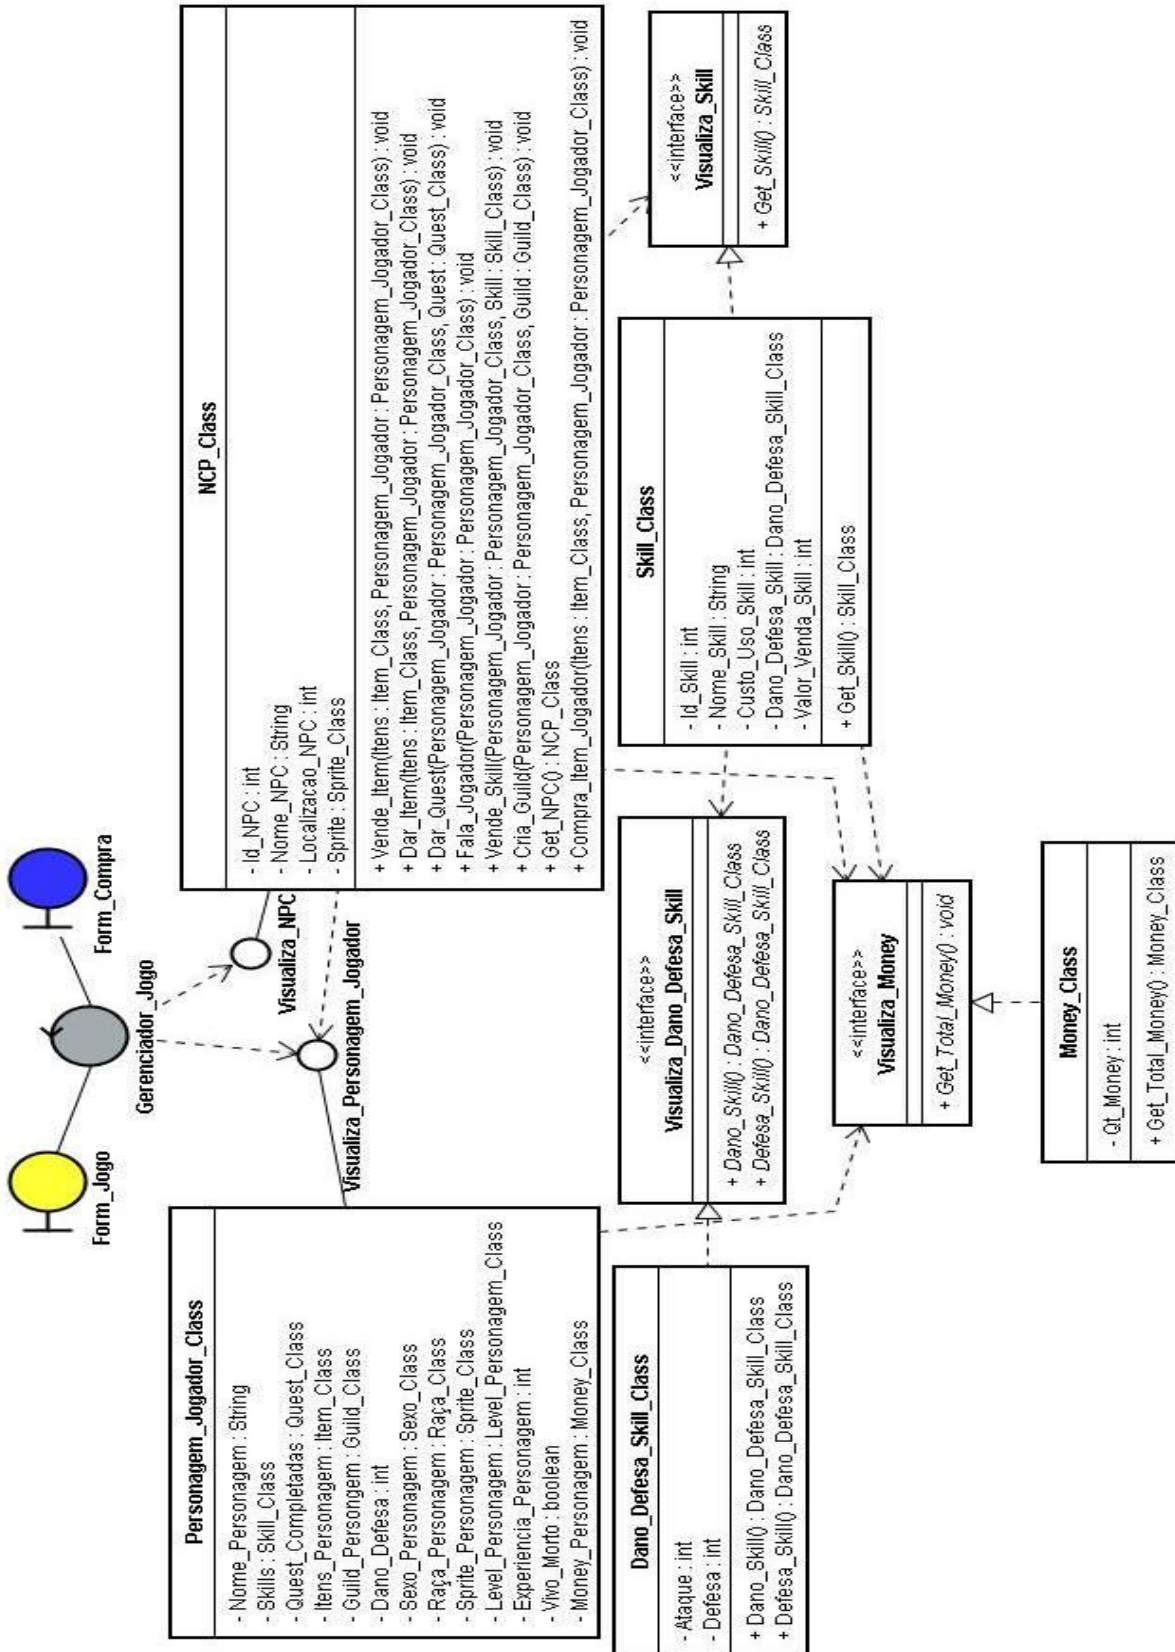 Form_Jogo
Gerenciador_Jogo
Form_Compra
Visualiza_Personagem_Jogador
Visualiza_NPC
Personagem_Jogador_Class
- Nome_Personagem : String
- Skills : Skill_Class
- Quest_Completadas : Quest_Class
- Itens_Personagem : Item_Class
- Guild_Persongem : Guild_Class
- Dano_Defesa : int
- Sexo_Personagem : Sexo_Class
- Raça_Personagem : Raça_Class
- Sprite_Personagem : Sprite_Class
- Level_Personagem : Level_Personagem_Class
- Experiencia_Personagem : int
- Vivo_Morto : boolean
- Money_Personagem : Money_Class
NCP_Class
- Id_NPC : int
- Nome_NPC : String
- Localizacao_NPC : int
- Sprite : Sprite_Class
+ Vende_Item(Itens : Item_Class, Personagem_Jogador : Personagem_Jogador_Class) : void
+ Dar_Item(Itens : Item_Class, Personagem_Jogador : Personagem_Jogador_Class) : void
+ Dar_Quest(Personagem_Jogador : Personagem_Jogador_Class, Quest : Quest_Class) : void
+ Fala_Jogador(Personagem_Jogador : Personagem_Jogador_Class) : void
+ Vende_Skill(Personagem_Jogador : Personagem_Jogador_Class, Skill : Skill_Class) : void
+ Cria_Guild(Personagem_Jogador : Personagem_Jogador_Class, Guild : Guild_Class) : void
+ Get_NPC() : NCP_Class
+ Compra_Item_Jogador(Itens : Item_Class, Personagem_Jogador : Personagem_Jogador_Class) : void
Dano_Defesa_Skill_Class
- Ataque : int
- Defesa : int
+ Dano_Skill() : Dano_Defesa_Skill_Class
+ Defesa_Skill() : Dano_Defesa_Skill_Class
<<interface>>
Visualiza_Dano_Defesa_Skill
+ Dano_Skill() : Dano_Defesa_Skill_Class
+ Defesa_Skill() : Dano_Defesa_Skill_Class
Skill_Class
- Id_Skill : int
- Nome_Skill : String
- Custo_Uso_Skill : int
- Dano_Defesa_Skill : Dano_Defesa_Skill_Class
- Valor_Venda_Skill : int
+ Get_Skill() : Skill_Class
<<interface>>
Visualiza_Skill
+ Get_Skill() : Skill_Class
<<interface>>
Visualiza_Money
+ Get_Total_Money() : void
Money_Class
- Qt_Money : int
+ Get_Total_Money() : Money_Class